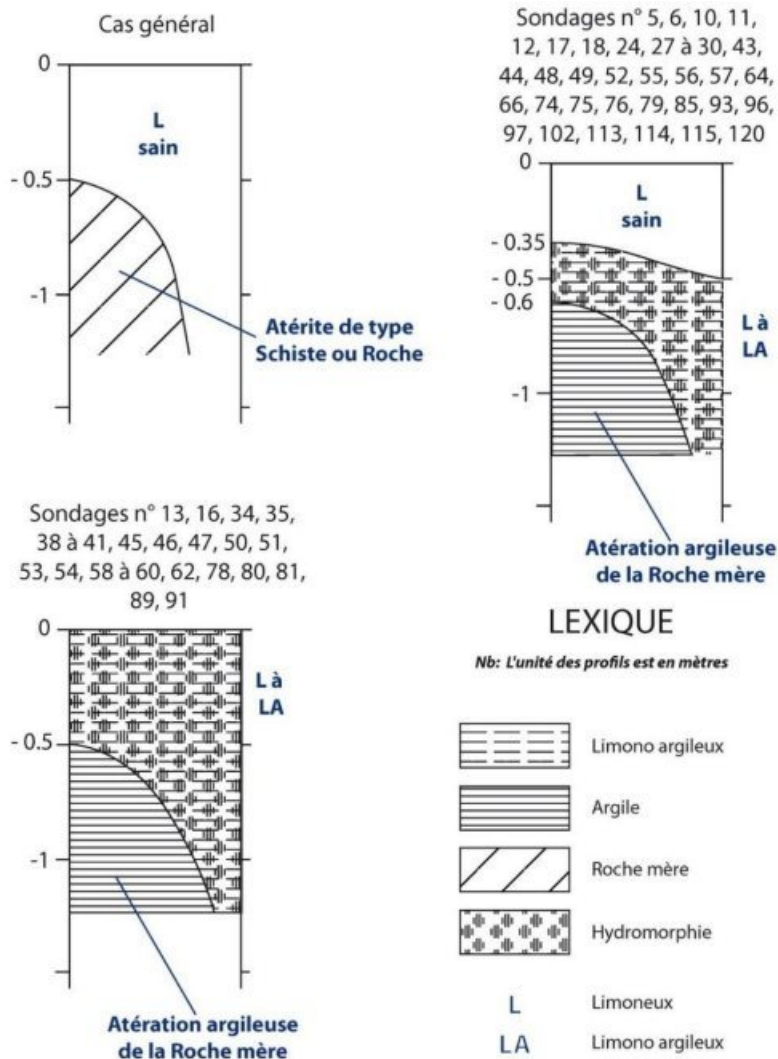 Cas général
0
L
sain
- 0.5
-1
Atérite de type
Schiste ou Roche
Sondages n° 5, 6, 10, 11,
12, 17, 18, 24, 27 à 30, 43,
44, 48, 49, 52, 55, 56, 57, 64,
66, 74, 75, 76, 79, 85, 93, 96,
97, 102, 113, 114, 115, 120
0
L
sain
- 0.35
- 0.5
- 0.6
L à
LA
-1
Atération argileuse
de la Roche mère
Sondages n° 13, 16, 34, 35,
38 à 41, 45, 46, 47, 50, 51,
53, 54, 58 à 60, 62, 78, 80, 81,
89, 91
0
L à
LA
- 0.5
-1
Atération argileuse
de la Roche mère
LEXIQUE
Nb: L'unité des profils est en mètres
Limono argileux
Argile
Roche mère
Hydromorphie
L Limoneux
LA Limono argileux